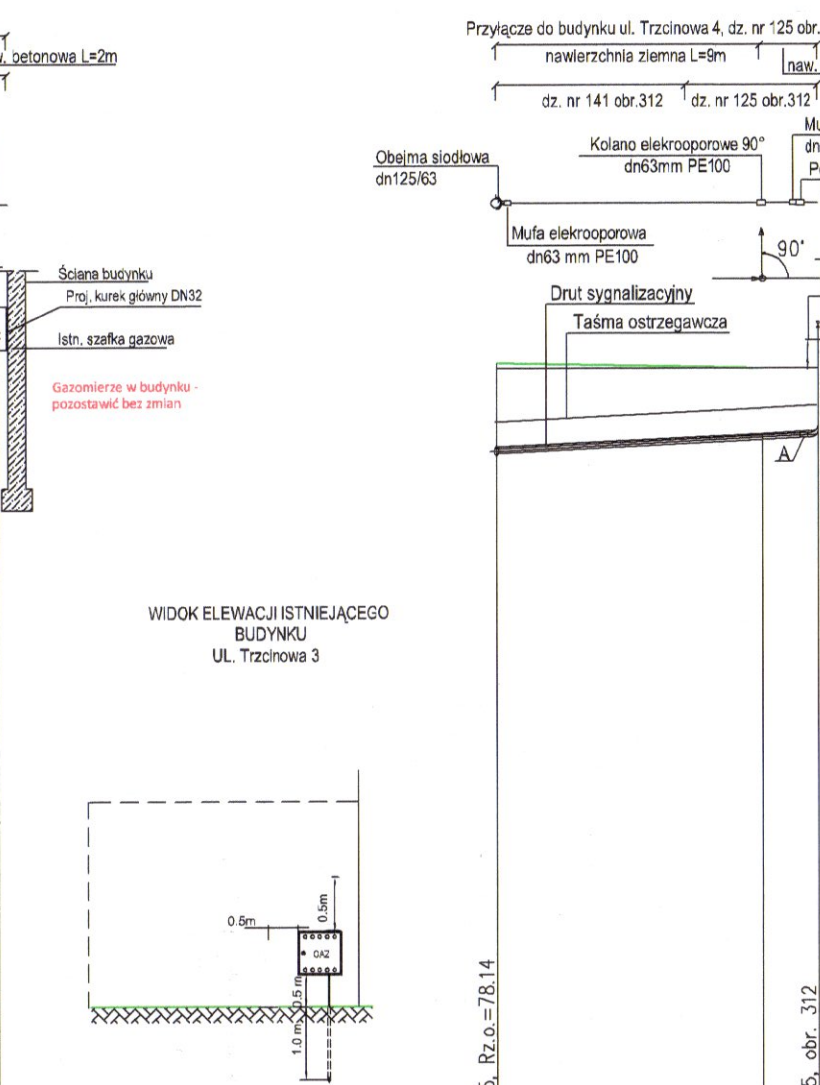 betonowa L=2m
Przyłącze do budynku ul. Trzcinowa 4, dz. nr 125 obr.
nawierzchnia ziemna L=9m
naw.
dz. nr 141 obr.312
dz. nr 125 obr.312
Obejma siodłowa
dn125/63
Kolano elekrooporowe 90°
dn63mm PE100
Mufa elekrooporowa
dn63 mm PE100
90°
Ściana budynku
Proj. kurek główny DN32
Istn. szafka gazowa
Gazomierze w budynku -
pozostawić bez zmian
Drut sygnalizacyjny
Taśma ostrzegawcza
A
WIDOK ELEWACJI ISTNIEJĄCEGO
BUDYNKU
UL. Trzcinowa 3
0.5m
0.5m
GAZ
0.5 m
1.0 m
Rz.o.=78.14
obr. 312